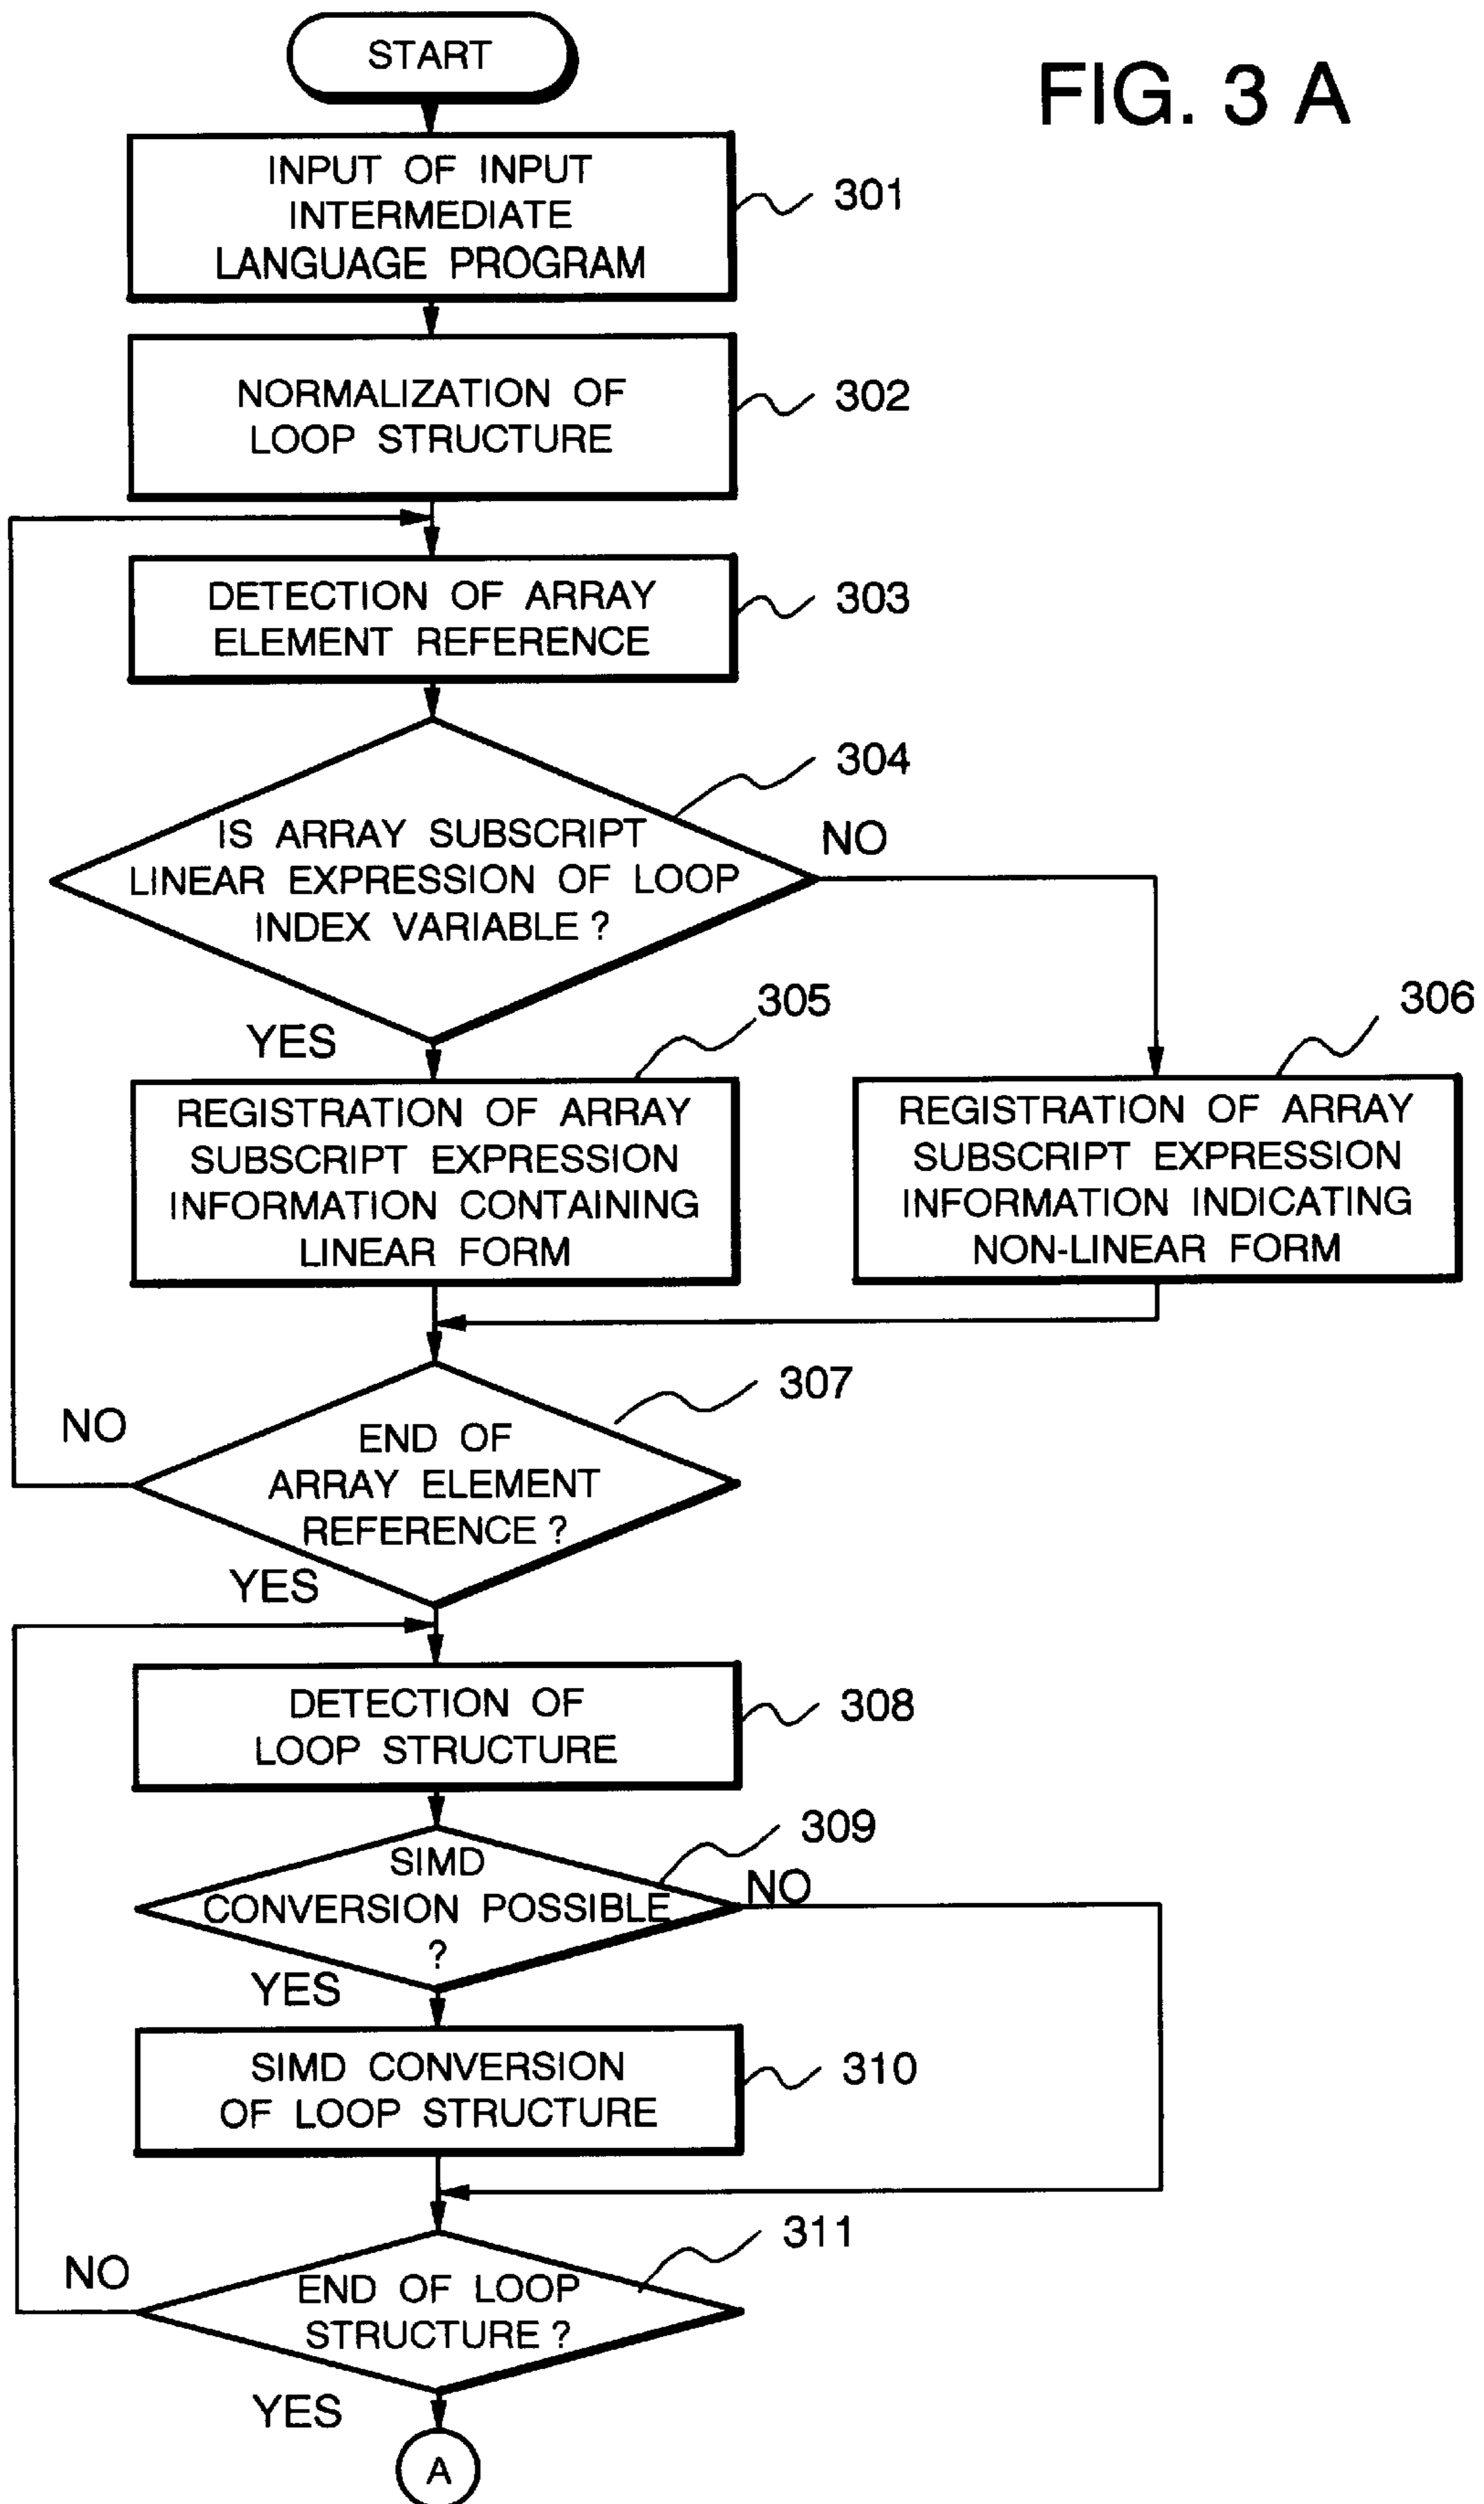 START
FIG. 3 A
INPUT OF INPUT
INTERMEDIATE
LANGUAGE PROGRAM
301
NORMALIZATION OF
LOOP STRUCTURE
302
DETECTION OF ARRAY
ELEMENT REFERENCE
303
304
IS ARRAY SUBSCRIPT
LINEAR EXPRESSION OF LOOP
INDEX VARIABLE ?
NO
YES
305
306
REGISTRATION OF ARRAY
SUBSCRIPT EXPRESSION
INFORMATION CONTAINING
LINEAR FORM
REGISTRATION OF ARRAY
SUBSCRIPT EXPRESSION
INFORMATION INDICATING
NON-LINEAR FORM
307
NO
END OF
ARRAY ELEMENT
REFERENCE ?
YES
DETECTION OF
LOOP STRUCTURE
308
309
SIMD
CONVERSION POSSIBLE
?
NO
YES
SIMD CONVERSION
OF LOOP STRUCTURE
310
311
NO
END OF LOOP
STRUCTURE ?
YES
A